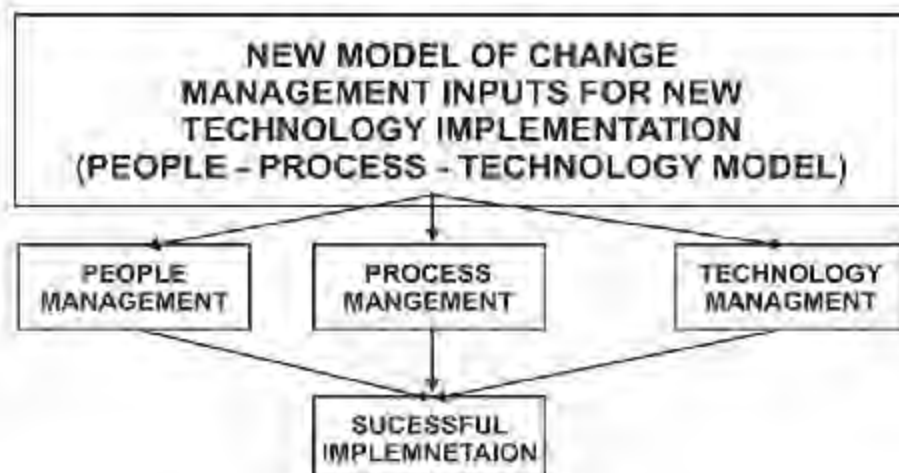 NEW MODEL OF CHANGE
MANAGEMENT INPUTS FOR NEW
TECHNOLOGY IMPLEMENTATION
(PEOPLE – PROCESS - TECHNOLOGY MODEL)
PEOPLE
MANAGEMENT
PROCESS
MANGEMENT
TECHNOLOGY
MANAGMENT
SUCESSFUL
IMPLEMNETAION